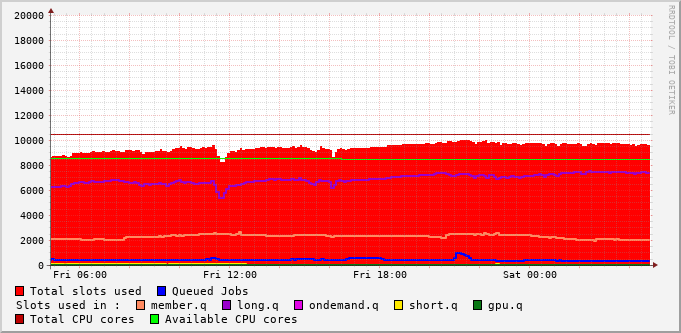 20000
18000
16000
14000
12000
10000
8000
6000
4000
2000
0
Fri 06:00 Fri 12:00 Fri 18:00 Sat 00:00
Total slots used Queued Jobs
Slots used in : member.q long.q ondemand.q short.q gpu.q
Total CPU cores Available CPU cores
RRDTOOL / TOBI OETIKER